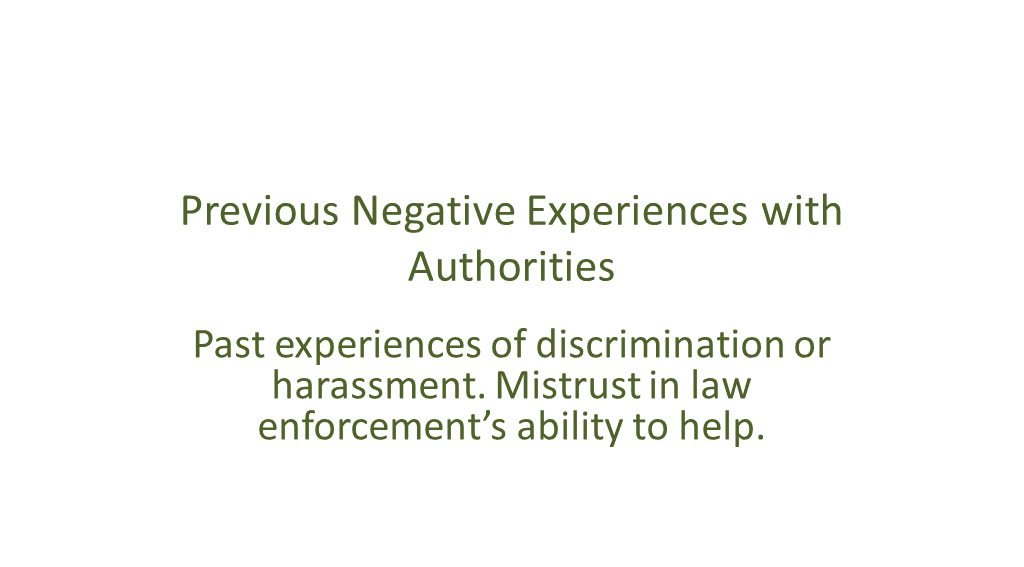 Previous Negative Experiences with
Authorities
Past experiences of discrimination or
harassment. Mistrust in law
enforcement’s ability to help.